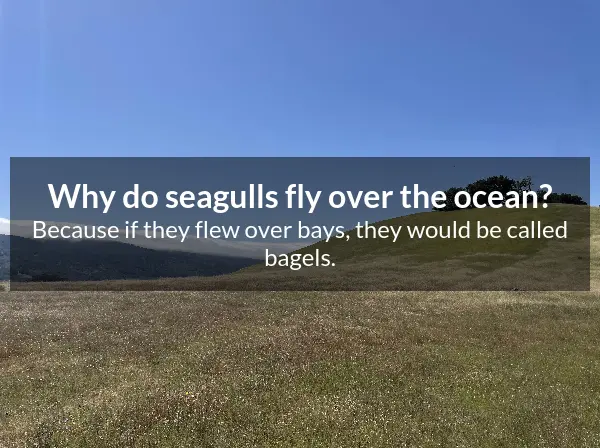 Why do seagulls fly over the ocean?
Because if they flew over bays, they would be called
bagels.